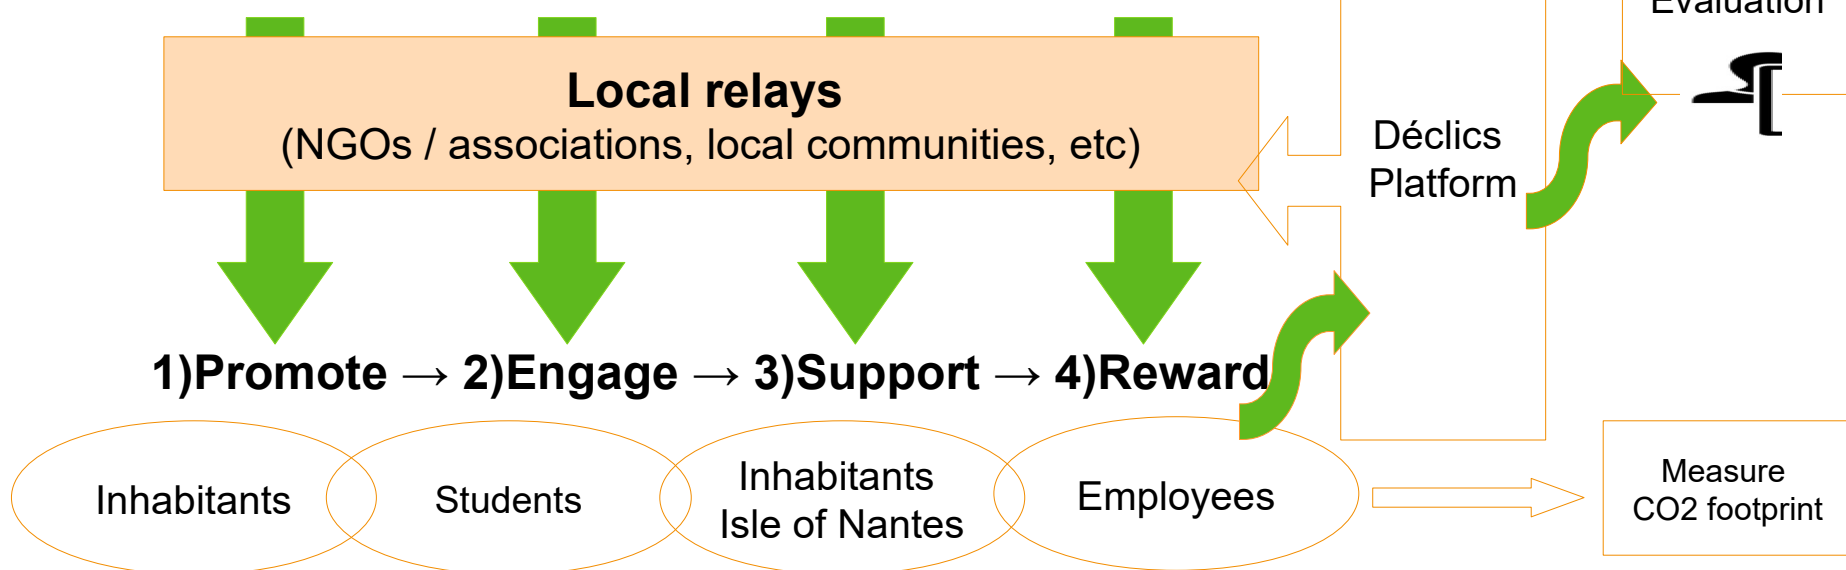 Evaluation
Local relays
(NGOs / associations, local communities, etc)
Déclics
Platform
1)Promote → 2)Engage → 3)Support → 4)Reward
Inhabitants
Students
Inhabitants
Isle of Nantes
Employees
Measure
CO2 footprint